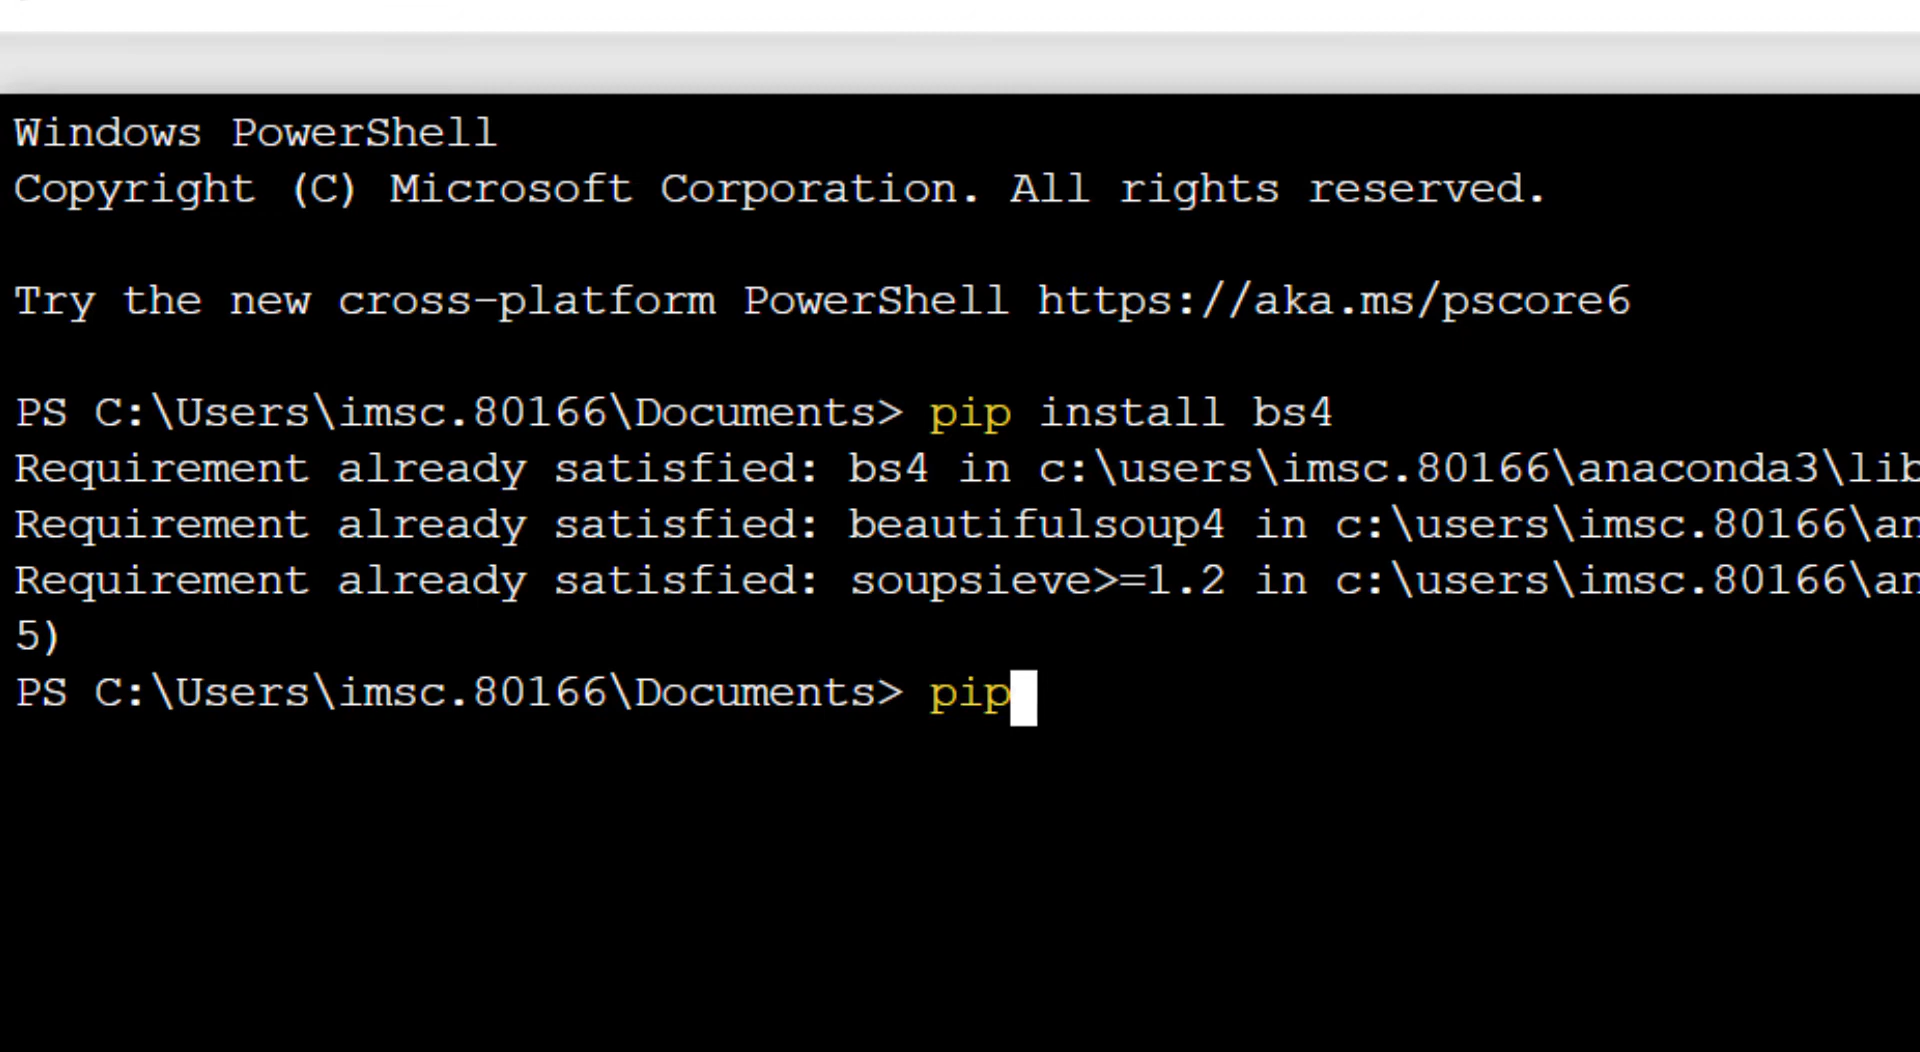 Windows PowerShell
Copyright (C) Microsoft Corporation. All rights reserved.
Try the new cross-platform PowerShell https://aka.ms/pscore6
PS C:\Users\imsc.80166\Documents> pip install bs4
Requirement already satisfied: bs4 in c:\users\imsc.80166\anaconda3\lib
Requirement already satisfied: beautifulsoup4 in c:\users\imsc.80166\an
Requirement already satisfied: soupsieve>=1.2 in c:\users\imsc.80166\an
5)
PS C:\Users\imsc.80166\Documents> pip